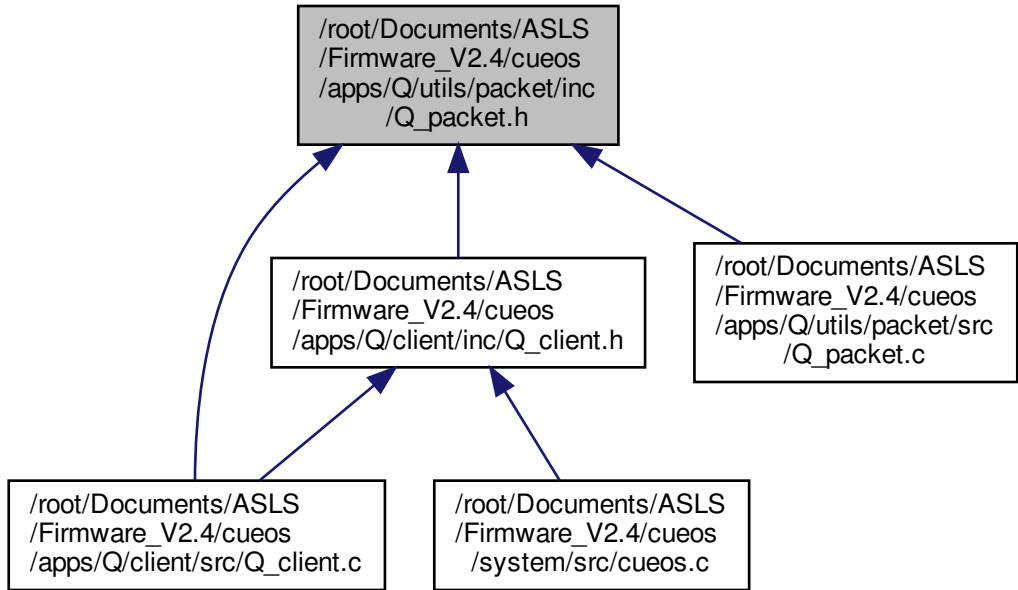 /root/Documents/ASLS
/Firmware_V2.4/cueos
/apps/Q/utils/packet/inc
/Q_packet.h
/root/Documents/ASLS
/Firmware_V2.4/cueos
/apps/Q/client/inc/Q_client.h
/root/Documents/ASLS
/Firmware_V2.4/cueos
/apps/Q/utils/packet/src
/Q_packet.c
/root/Documents/ASLS
/Firmware_V2.4/cueos
/apps/Q/client/src/Q_client.c
/root/Documents/ASLS
/Firmware_V2.4/cueos
/system/src/cueos.c